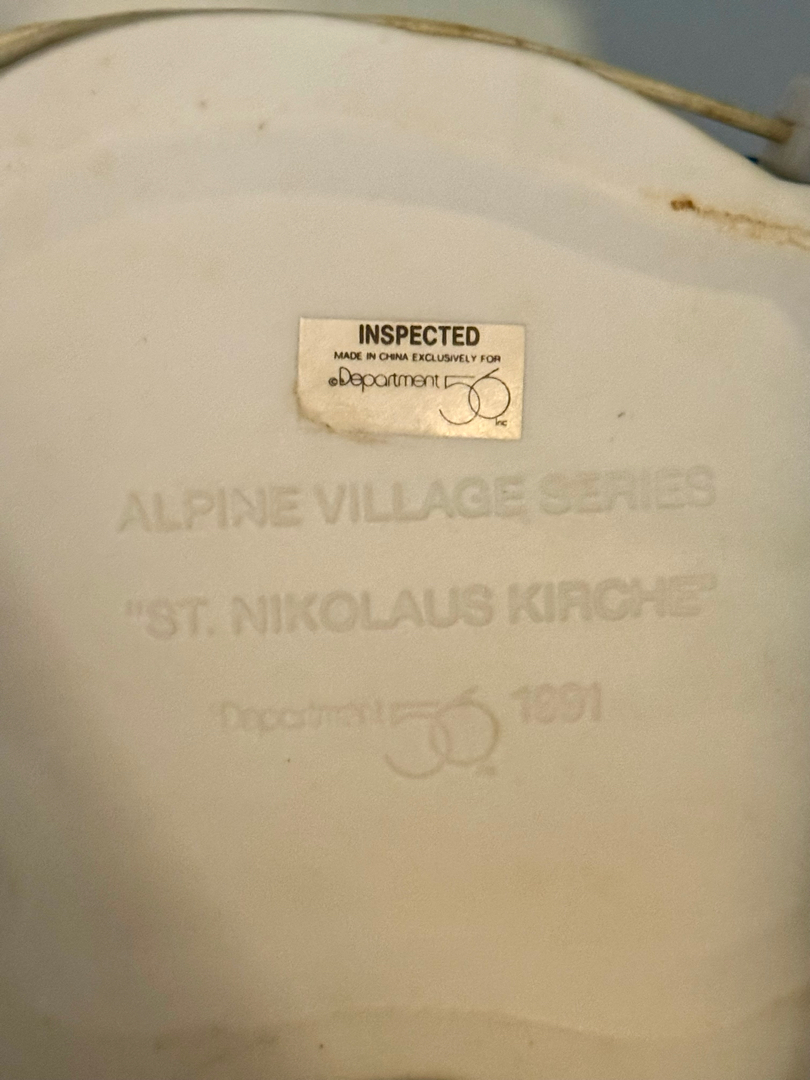 INSPECTED
MADE IN CHINA EXCLUSIVELY FOR
©Department 56
Inc
ALPINE VILLAGE SERIES
"ST. NIKOLAUS KIRCHE"
Department 56 1991